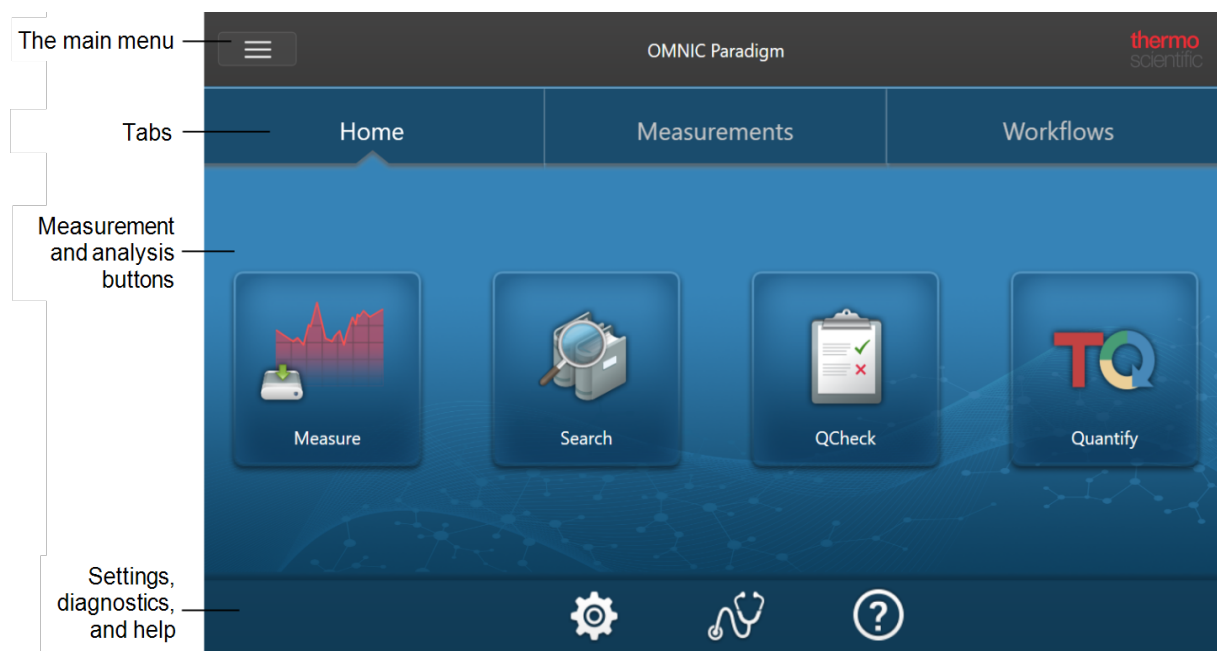 The main menu
OMNIC Paradigm
thermo
scientific
Tabs
Home
Measurements
Workflows
Measurement
and analysis
buttons
TQ
Measure
Search
QCheck
Quantify
Settings,
diagnostics,
and help
?